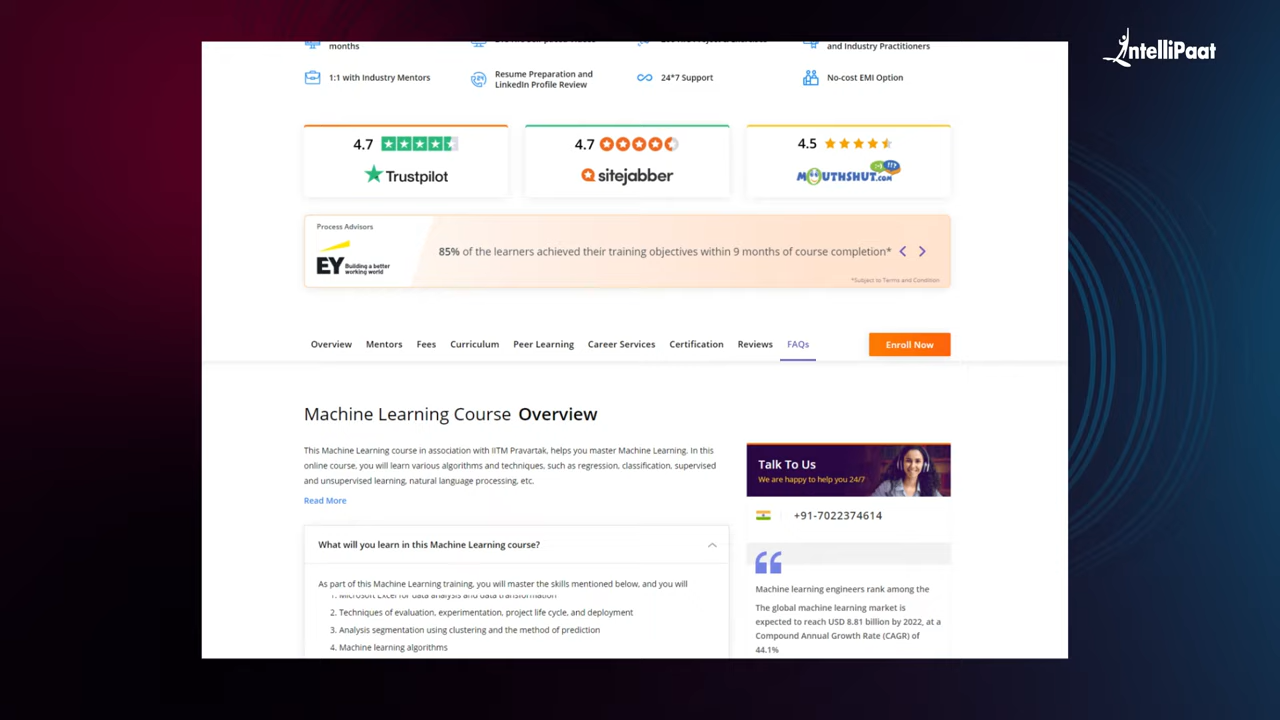 IntelliPaat
months
and Industry Practitioners
1:1 with Industry Mentors
Resume Preparation and
LinkedIn Profile Review
24*7 Support
No-cost EMI Option
4.7
Trustpilot
4.7
sitejabber
4.5
MOUTHSHUT.COM
Process Advisors
EY Building a better
working world
85% of the learners achieved their training objectives within 9 months of course completion*
*Subject to Terms and Condition
Overview Mentors Fees Curriculum Peer Learning Career Services Certification Reviews FAQs Enroll Now
Machine Learning Course Overview
This Machine Learning course in association with IITM Pravartak, helps you master Machine Learning. In this
online course, you will learn various algorithms and techniques, such as regression, classification, supervised
and unsupervised learning, natural language processing, etc.
Read More
What will you learn in this Machine Learning course?
As part of this Machine Learning training, you will master the skills mentioned below, and you will
1. Microsoft Excel for data analysis and data transformation
2. Techniques of evaluation, experimentation, project life cycle, and deployment
3. Analysis segmentation using clustering and the method of prediction
4. Machine learning algorithms
Talk To Us
We are happy to help you 24/7
+91-7022374614
Machine learning engineers rank among the
The global machine learning market is
expected to reach USD 8.81 billion by 2022, at a
Compound Annual Growth Rate (CAGR) of
44.1%